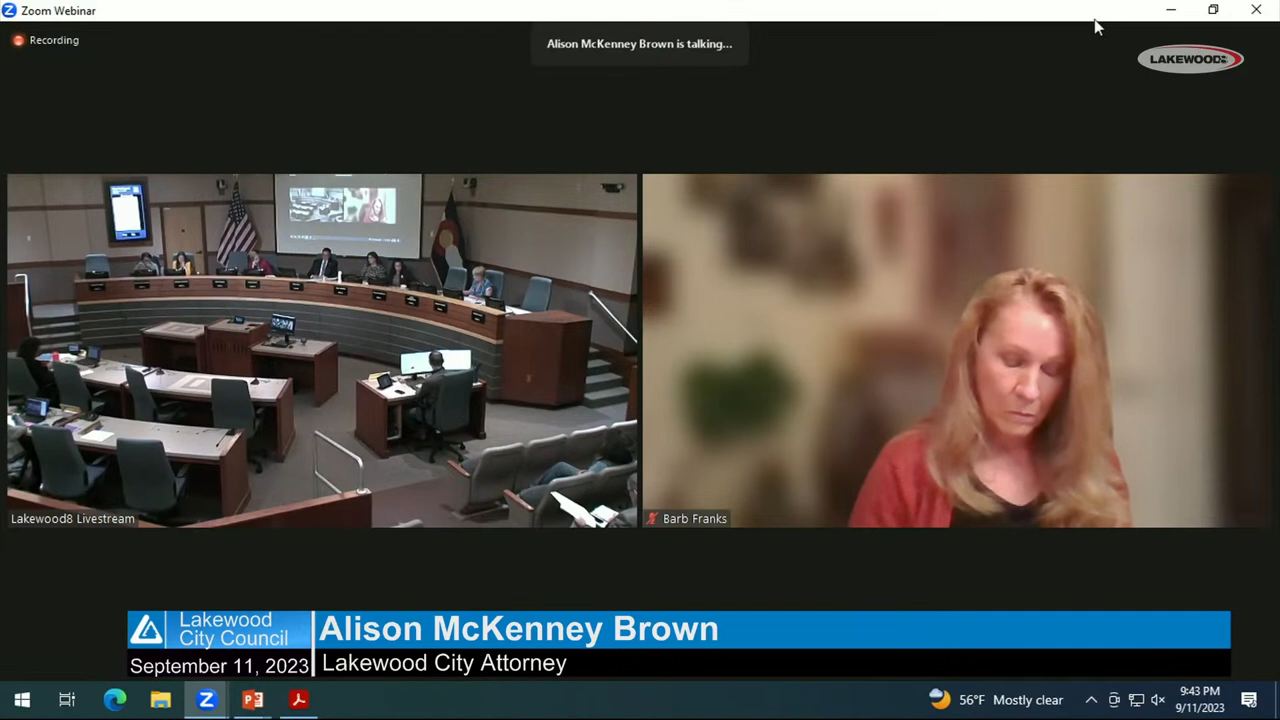 Zoom Webinar
Recording
Alison McKenney Brown is talking...
LAKEWOOD
Lakewood8 Livestream
Barb Franks
Lakewood
City Council
Alison McKenney Brown
September 11, 2023
Lakewood City Attorney
56°F Mostly clear
9:43 PM
9/11/2023